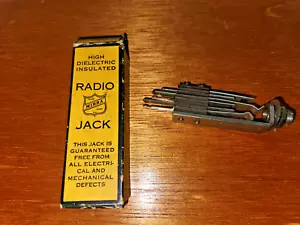 HIGH
DIELECTRIC
INSULATED
RADIO
JACK
THIS JACK IS
GUARANTEED
FREE FROM
ALL ELECTRI-
CAL AND
MECHANICAL
DEFECTS